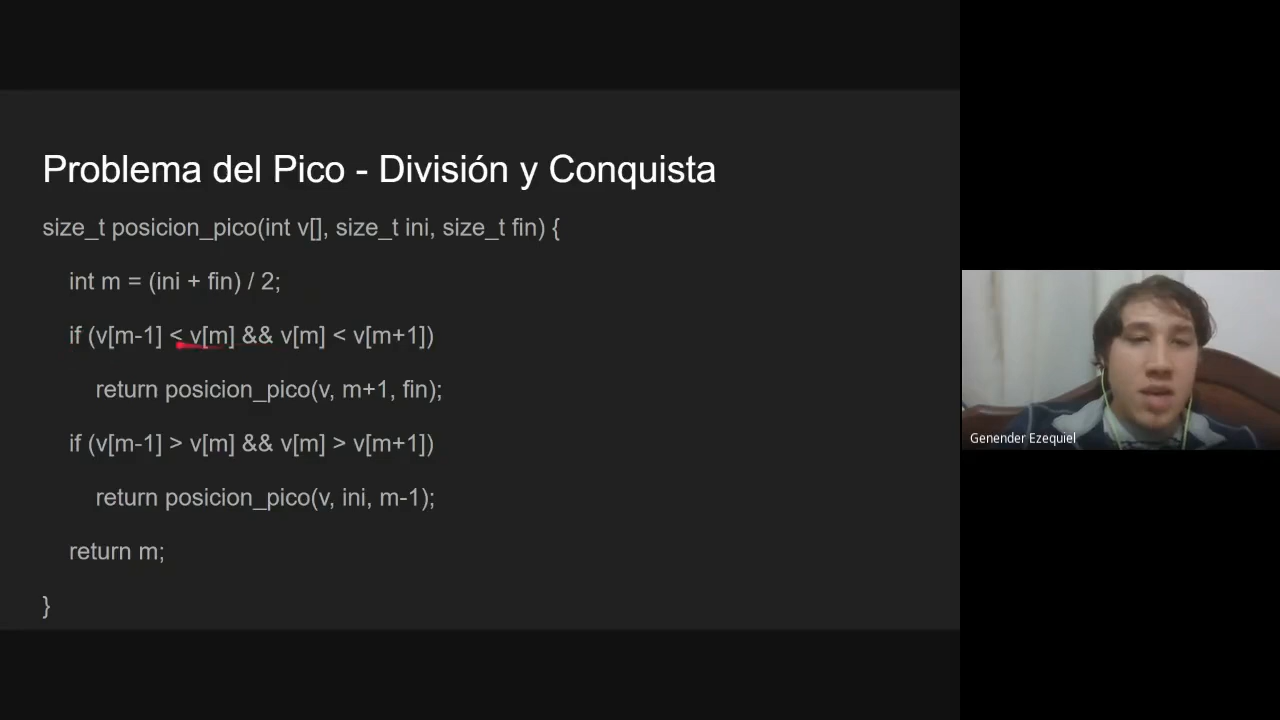 Problema del Pico - División y Conquista
size_t posicion_pico(int v[], size_t ini, size_t fin) {
int m = (ini + fin) / 2;
if (v[m-1] < v[m] && v[m] < v[m+1])
return posicion_pico(v, m+1, fin);
if (v[m-1] > v[m] && v[m] > v[m+1])
return posicion_pico(v, ini, m-1);
return m;
}
Genender Ezequiel